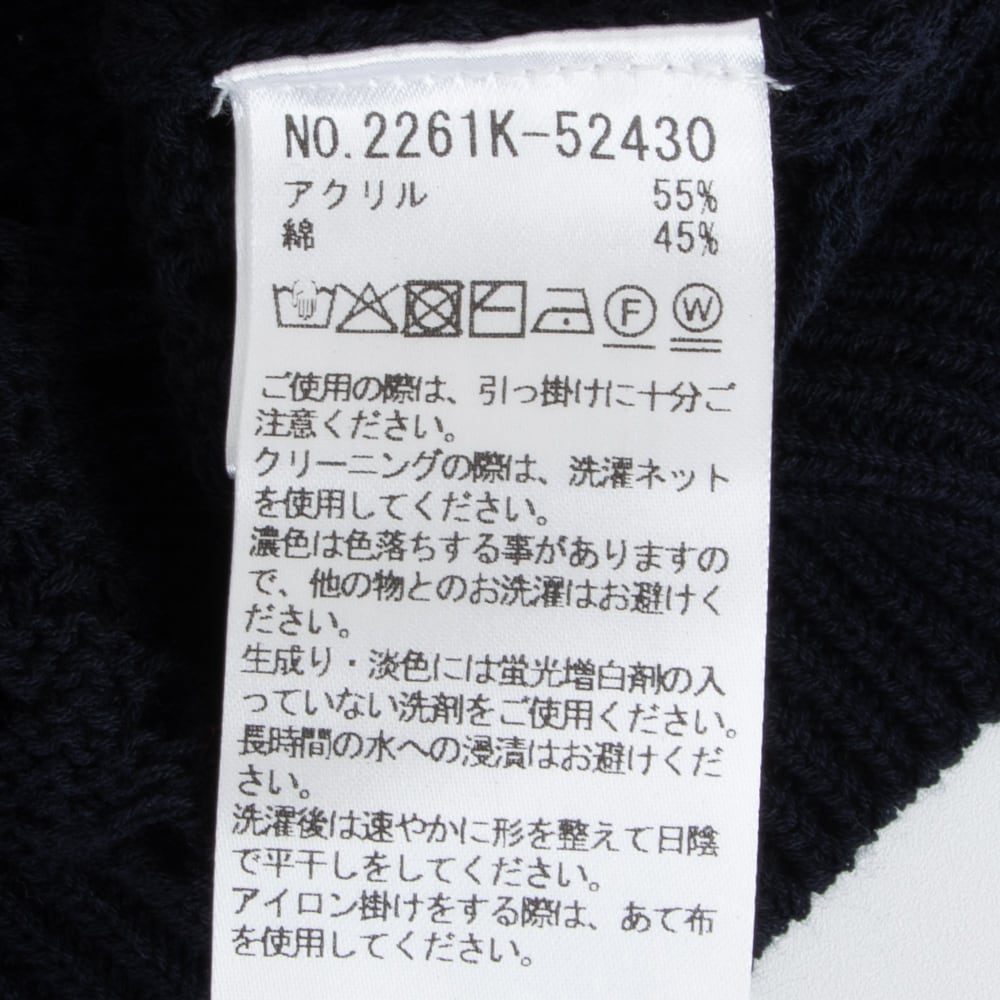 NO.2261K-52430
アクリル 55%
綿 45%
F W
ご使用の際は、引っ掛けに十分ご
注意ください。
クリーニングの際は、洗濯ネット
を使用してください。
濃色は色落ちする事がありますの
で、他の物とのお洗濯はお避けく
ださい。
生成り・淡色には蛍光増白剤の入
っていない洗剤をご使用ください。
長時間の水への浸漬はお避けくだ
さい。
洗濯後は速やかに形を整えて日陰
で平干しをしてください。
アイロン掛けをする際は、あて布
を使用してください。